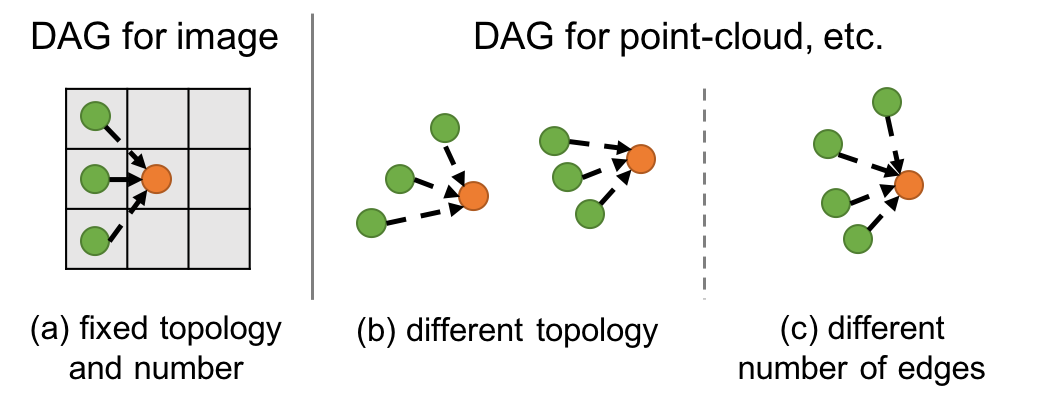 DAG for image
DAG for point-cloud, etc.
(a) fixed topology
and number
(b) different topology
(c) different
number of edges